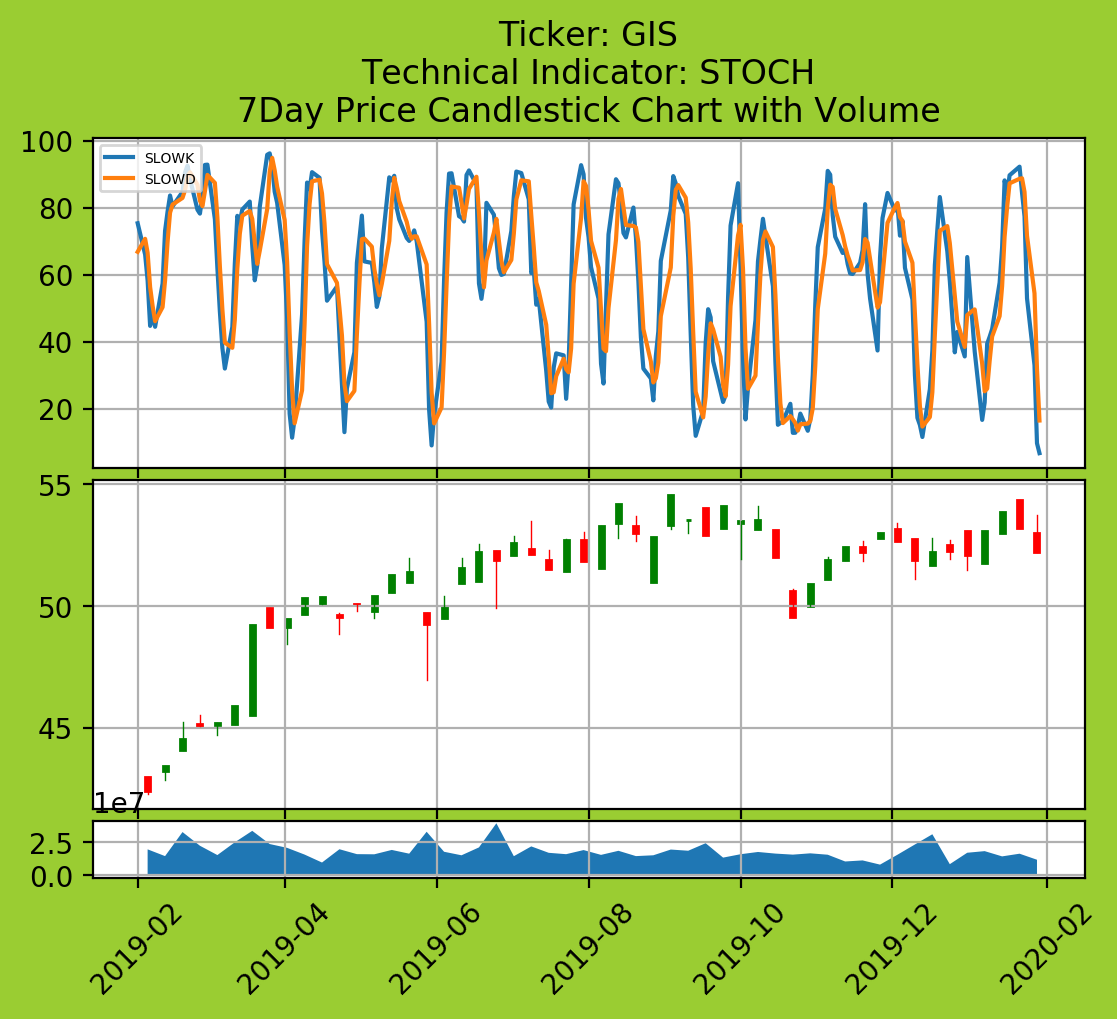 Ticker: GIS
Technical Indicator: STOCH
7Day Price Candlestick Chart with Volume
100
SLOWK
SLOWD
80
60
40
20
55
50
45
1e7
2.5
0.0
2019-02
2019-04
2019-06
2019-08
2019-10
2019-12
2020-02